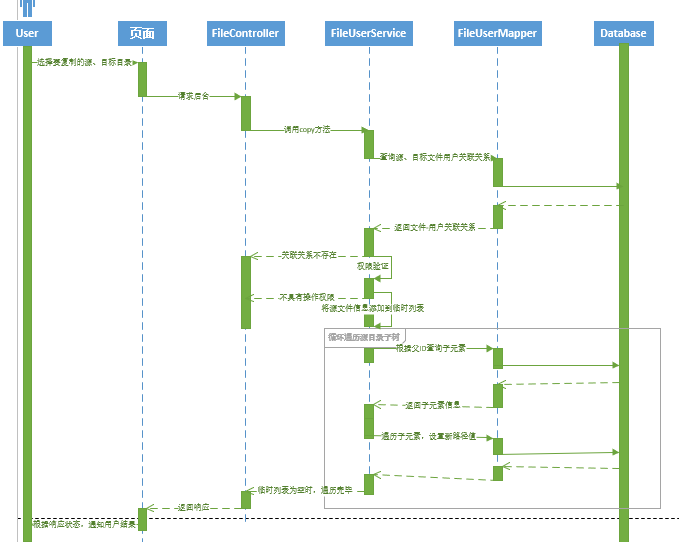 User
页面
FileController
FileUserService
FileUserMapper
Database
选择要复制的源、目标目录
请求后台
调用copy方法
查询源、目标文件用户关联关系
返回文件-用户关联关系
关联关系不存在
权限验证
不具有操作权限
将源文件信息添加到临时列表
循环遍历源目录子树
根据父ID查询子元素
返回子元素信息
遍历子元素，设置新路径值
临时列表为空时，遍历完毕
返回响应
根据响应状态，通知用户结果